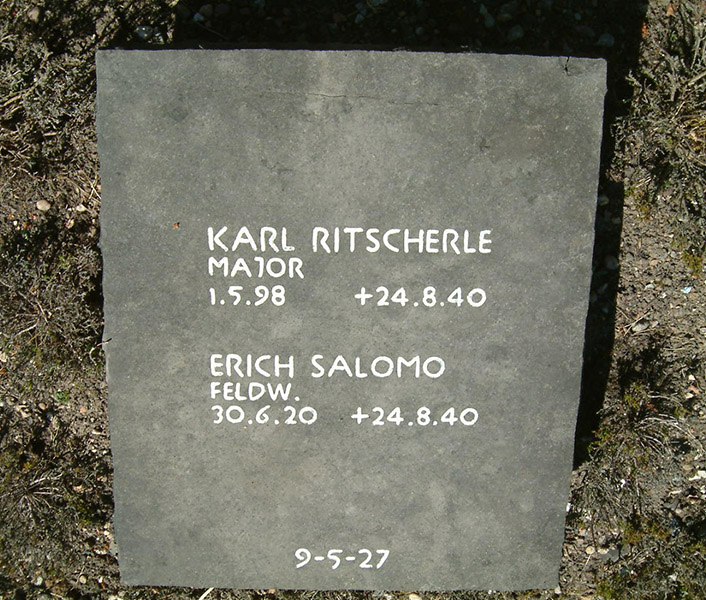 KARL RITSCHERLE
MAJOR
1.5.98 +24.8.40
ERICH SALOMO
FELDW.
30.6.20 +24.8.40
9-5-27